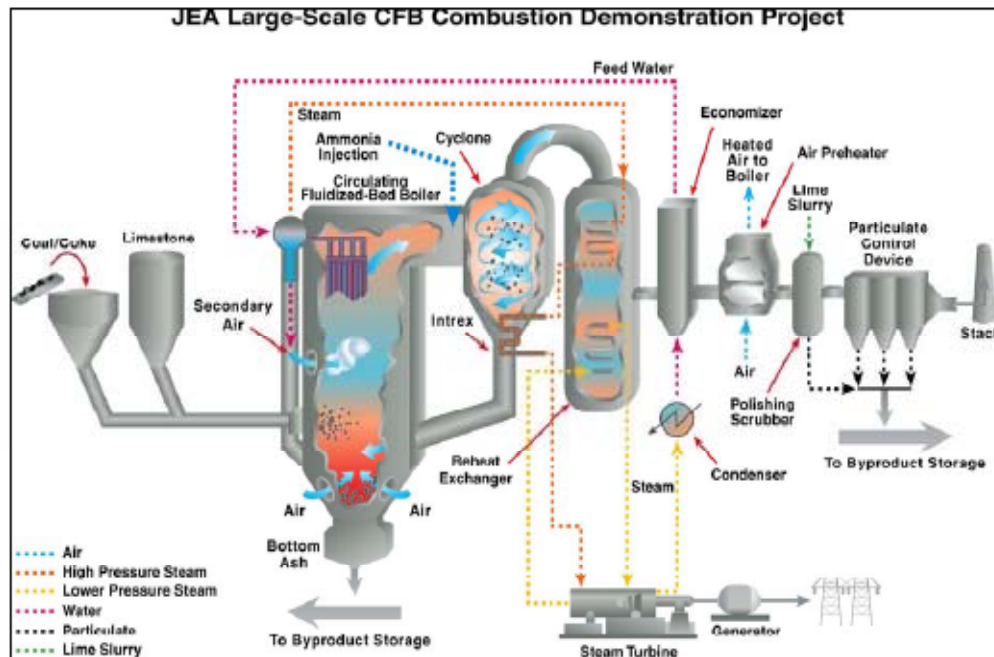 JEA Large-Scale CFB Combustion Demonstration Project
Feed Water
Steam
Economizer
Ammonia
Injection
Cyclone
Heated
Air to
Boiler
Air Preheater
Circulating
Fluidized-Bed Boiler
Lime
Slurry
Coal/Coke
Limestone
Particulate
Control
Device
Secondary
Air
Intrex
Stack
Air
Polishing
Scrubber
Condenser
To Byproduct Storage
Reheat
Exchanger
Steam
Air
Air
Bottom
Ash
To Byproduct Storage
Air
High Pressure Steam
Lower Pressure Steam
Water
Particulate
Lime Slurry
Steam Turbine
Generator